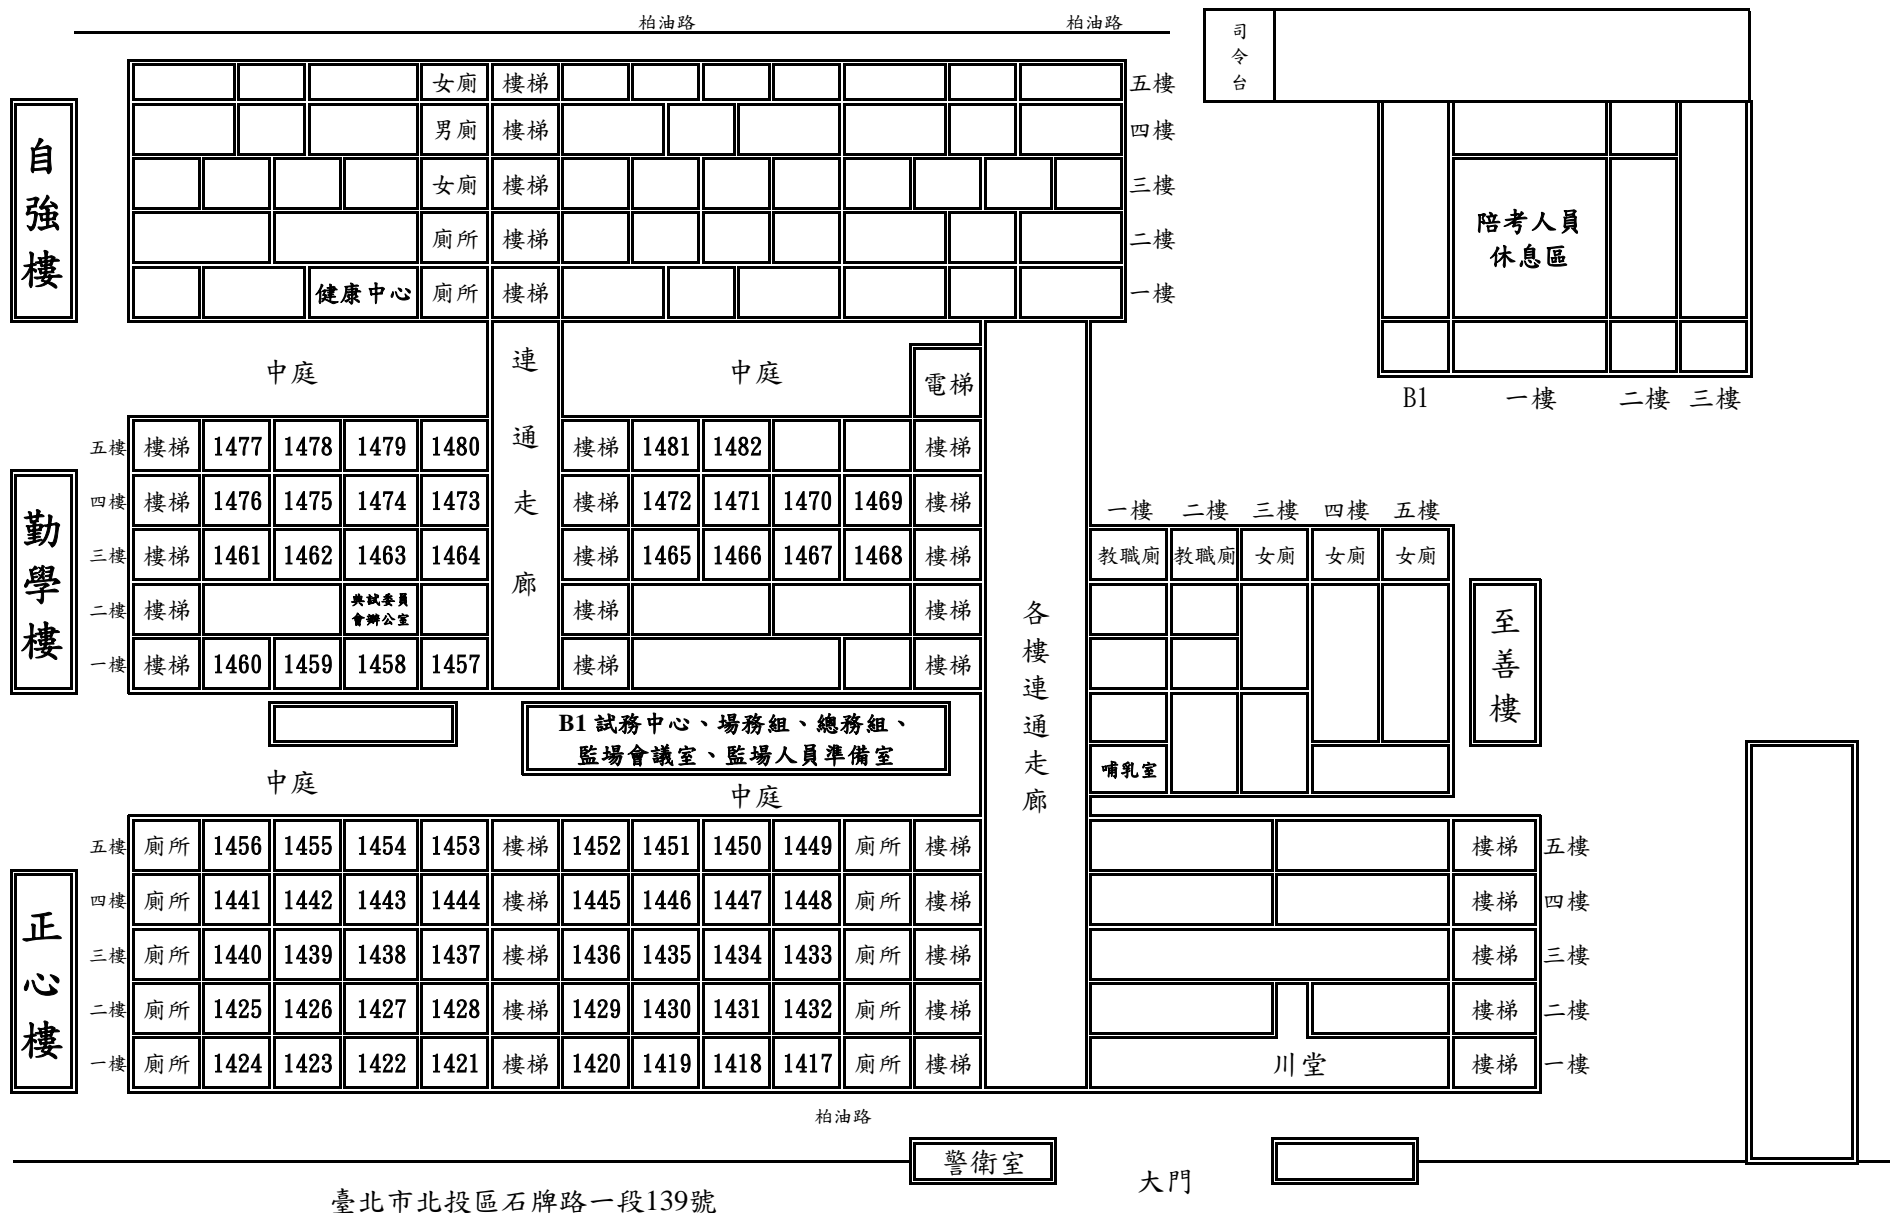 柏油路 柏油路
司令台
女廁 樓梯 五樓
男廁 樓梯 四樓
自強樓
女廁 樓梯 三樓
廁所 樓梯 二樓
健康中心 廁所 樓梯 一樓
陪考人員
休息區
B1 一樓 二樓 三樓
中庭 連通走廊 中庭 電梯
五樓 樓梯 1477 1478 1479 1480 樓梯 1481 1482 樓梯
四樓 樓梯 1476 1475 1474 1473 樓梯 1472 1471 1470 1469 樓梯
勤學樓
三樓 樓梯 1461 1462 1463 1464 樓梯 1465 1466 1467 1468 樓梯
二樓 樓梯 典試委員 樓梯 樓梯
會辦公室
一樓 樓梯 1460 1459 1458 1457 樓梯 樓梯
各樓連通走廊
一樓 二樓 三樓 四樓 五樓
教職廁 教職廁 女廁 女廁 女廁
至善樓
哺乳室
B1 試務中心、場務組、總務組、
監場會議室、監場人員準備室
中庭 中庭
五樓 廁所 1456 1455 1454 1453 樓梯 1452 1451 1450 1449 廁所 樓梯 樓梯 五樓
四樓 廁所 1441 1442 1443 1444 樓梯 1445 1446 1447 1448 廁所 樓梯 樓梯 四樓
正心樓
三樓 廁所 1440 1439 1438 1437 樓梯 1436 1435 1434 1433 廁所 樓梯 樓梯 三樓
二樓 廁所 1425 1426 1427 1428 樓梯 1429 1430 1431 1432 廁所 樓梯 樓梯 二樓
一樓 廁所 1424 1423 1422 1421 樓梯 1420 1419 1418 1417 廁所 樓梯 川堂 樓梯 一樓
柏油路
警衛室 大門
臺北市北投區石牌路一段139號